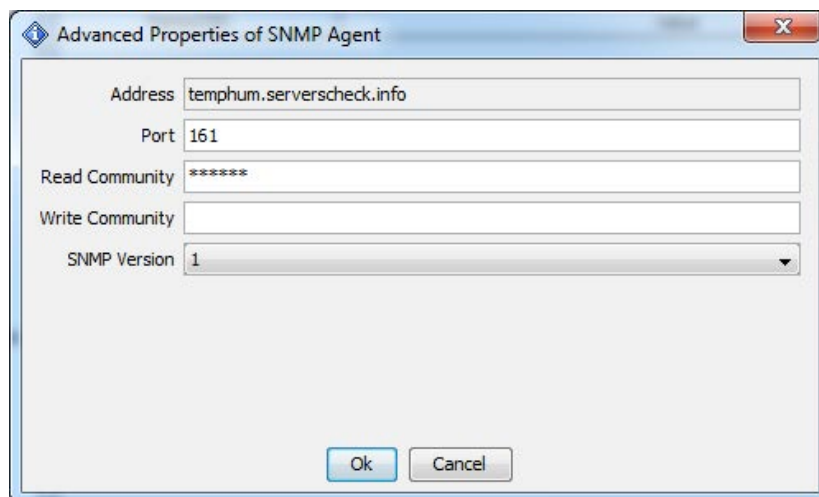 Advanced Properties of SNMP Agent
Address temphum.serverscheck.info
Port 161
Read Community ******
Write Community
SNMP Version 1
Ok Cancel